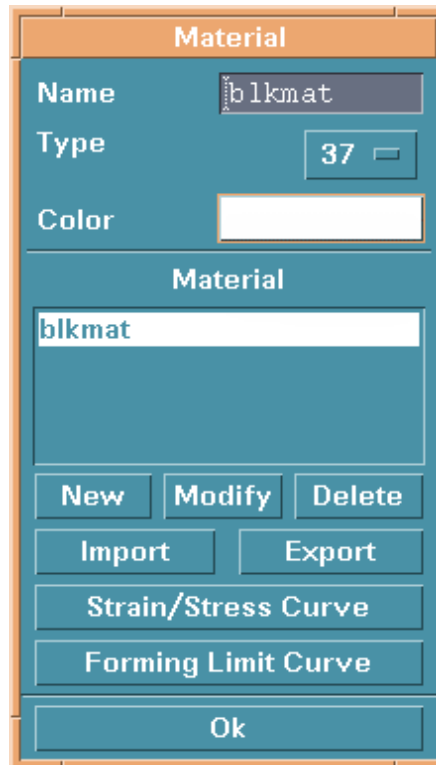 Material
Name blkmat
Type 37
Color
Material
blkmat
New Modify Delete
Import Export
Strain/Stress Curve
Forming Limit Curve
Ok